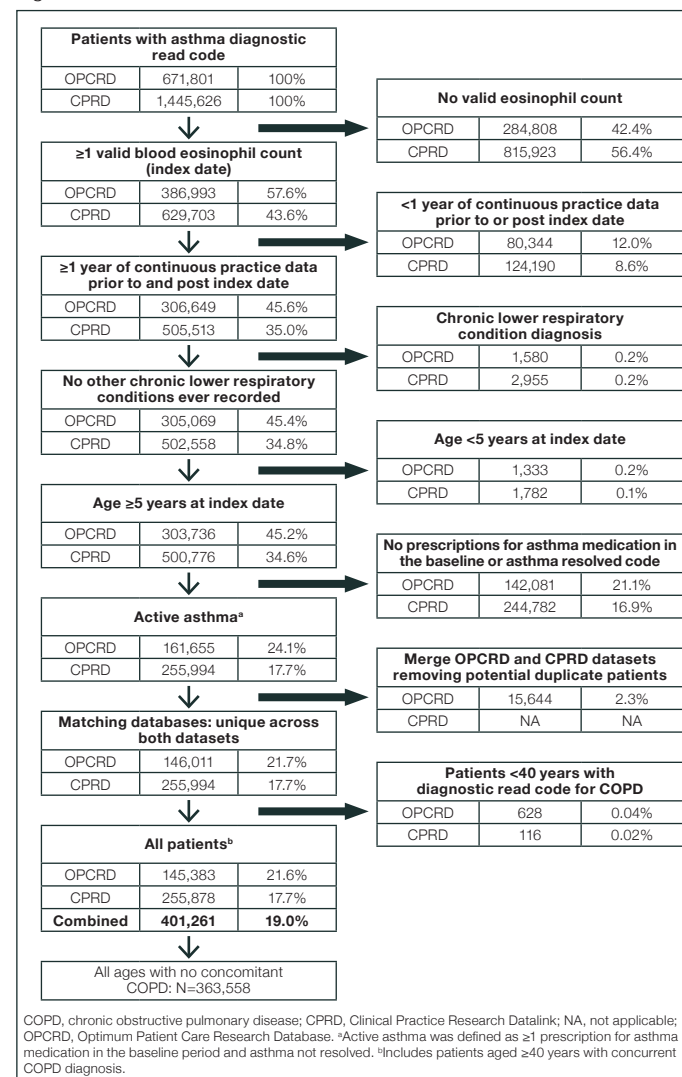 Patients with asthma diagnostic
read code
OPCRD 671,801 100%
CPRD 1,445,626 100%
No valid eosinophil count
OPCRD 284,808 42.4%
CPRD 815,923 56.4%
≥1 valid blood eosinophil count
(index date)
OPCRD 386,993 57.6%
CPRD 629,703 43.6%
<1 year of continuous practice data
prior to or post index date
OPCRD 80,344 12.0%
CPRD 124,190 8.6%
≥1 year of continuous practice data
prior to and post index date
OPCRD 306,649 45.6%
CPRD 505,513 35.0%
Chronic lower respiratory
condition diagnosis
OPCRD 1,580 0.2%
CPRD 2,955 0.2%
No other chronic lower respiratory
conditions ever recorded
OPCRD 305,069 45.4%
CPRD 502,558 34.8%
Age <5 years at index date
OPCRD 1,333 0.2%
CPRD 1,782 0.1%
Age ≥5 years at index date
OPCRD 303,736 45.2%
CPRD 500,776 34.6%
No prescriptions for asthma medication in
the baseline or asthma resolved code
OPCRD 142,081 21.1%
CPRD 244,782 16.9%
Active asthmaᵃ
OPCRD 161,655 24.1%
CPRD 255,994 17.7%
Merge OPCRD and CPRD datasets
removing potential duplicate patients
OPCRD 15,644 2.3%
CPRD NA NA
Matching databases: unique across
both datasets
OPCRD 146,011 21.7%
CPRD 255,994 17.7%
Patients <40 years with
diagnostic read code for COPD
OPCRD 628 0.04%
CPRD 116 0.02%
All patientsᵇ
OPCRD 145,383 21.6%
CPRD 255,878 17.7%
Combined 401,261 19.0%
All ages with no concomitant
COPD: N=363,558
COPD, chronic obstructive pulmonary disease; CPRD, Clinical Practice Research Datalink; NA, not applicable;
OPCRD, Optimum Patient Care Research Database. ᵃActive asthma was defined as ≥1 prescription for asthma
medication in the baseline period and asthma not resolved. ᵇIncludes patients aged ≥40 years with concurrent
COPD diagnosis.